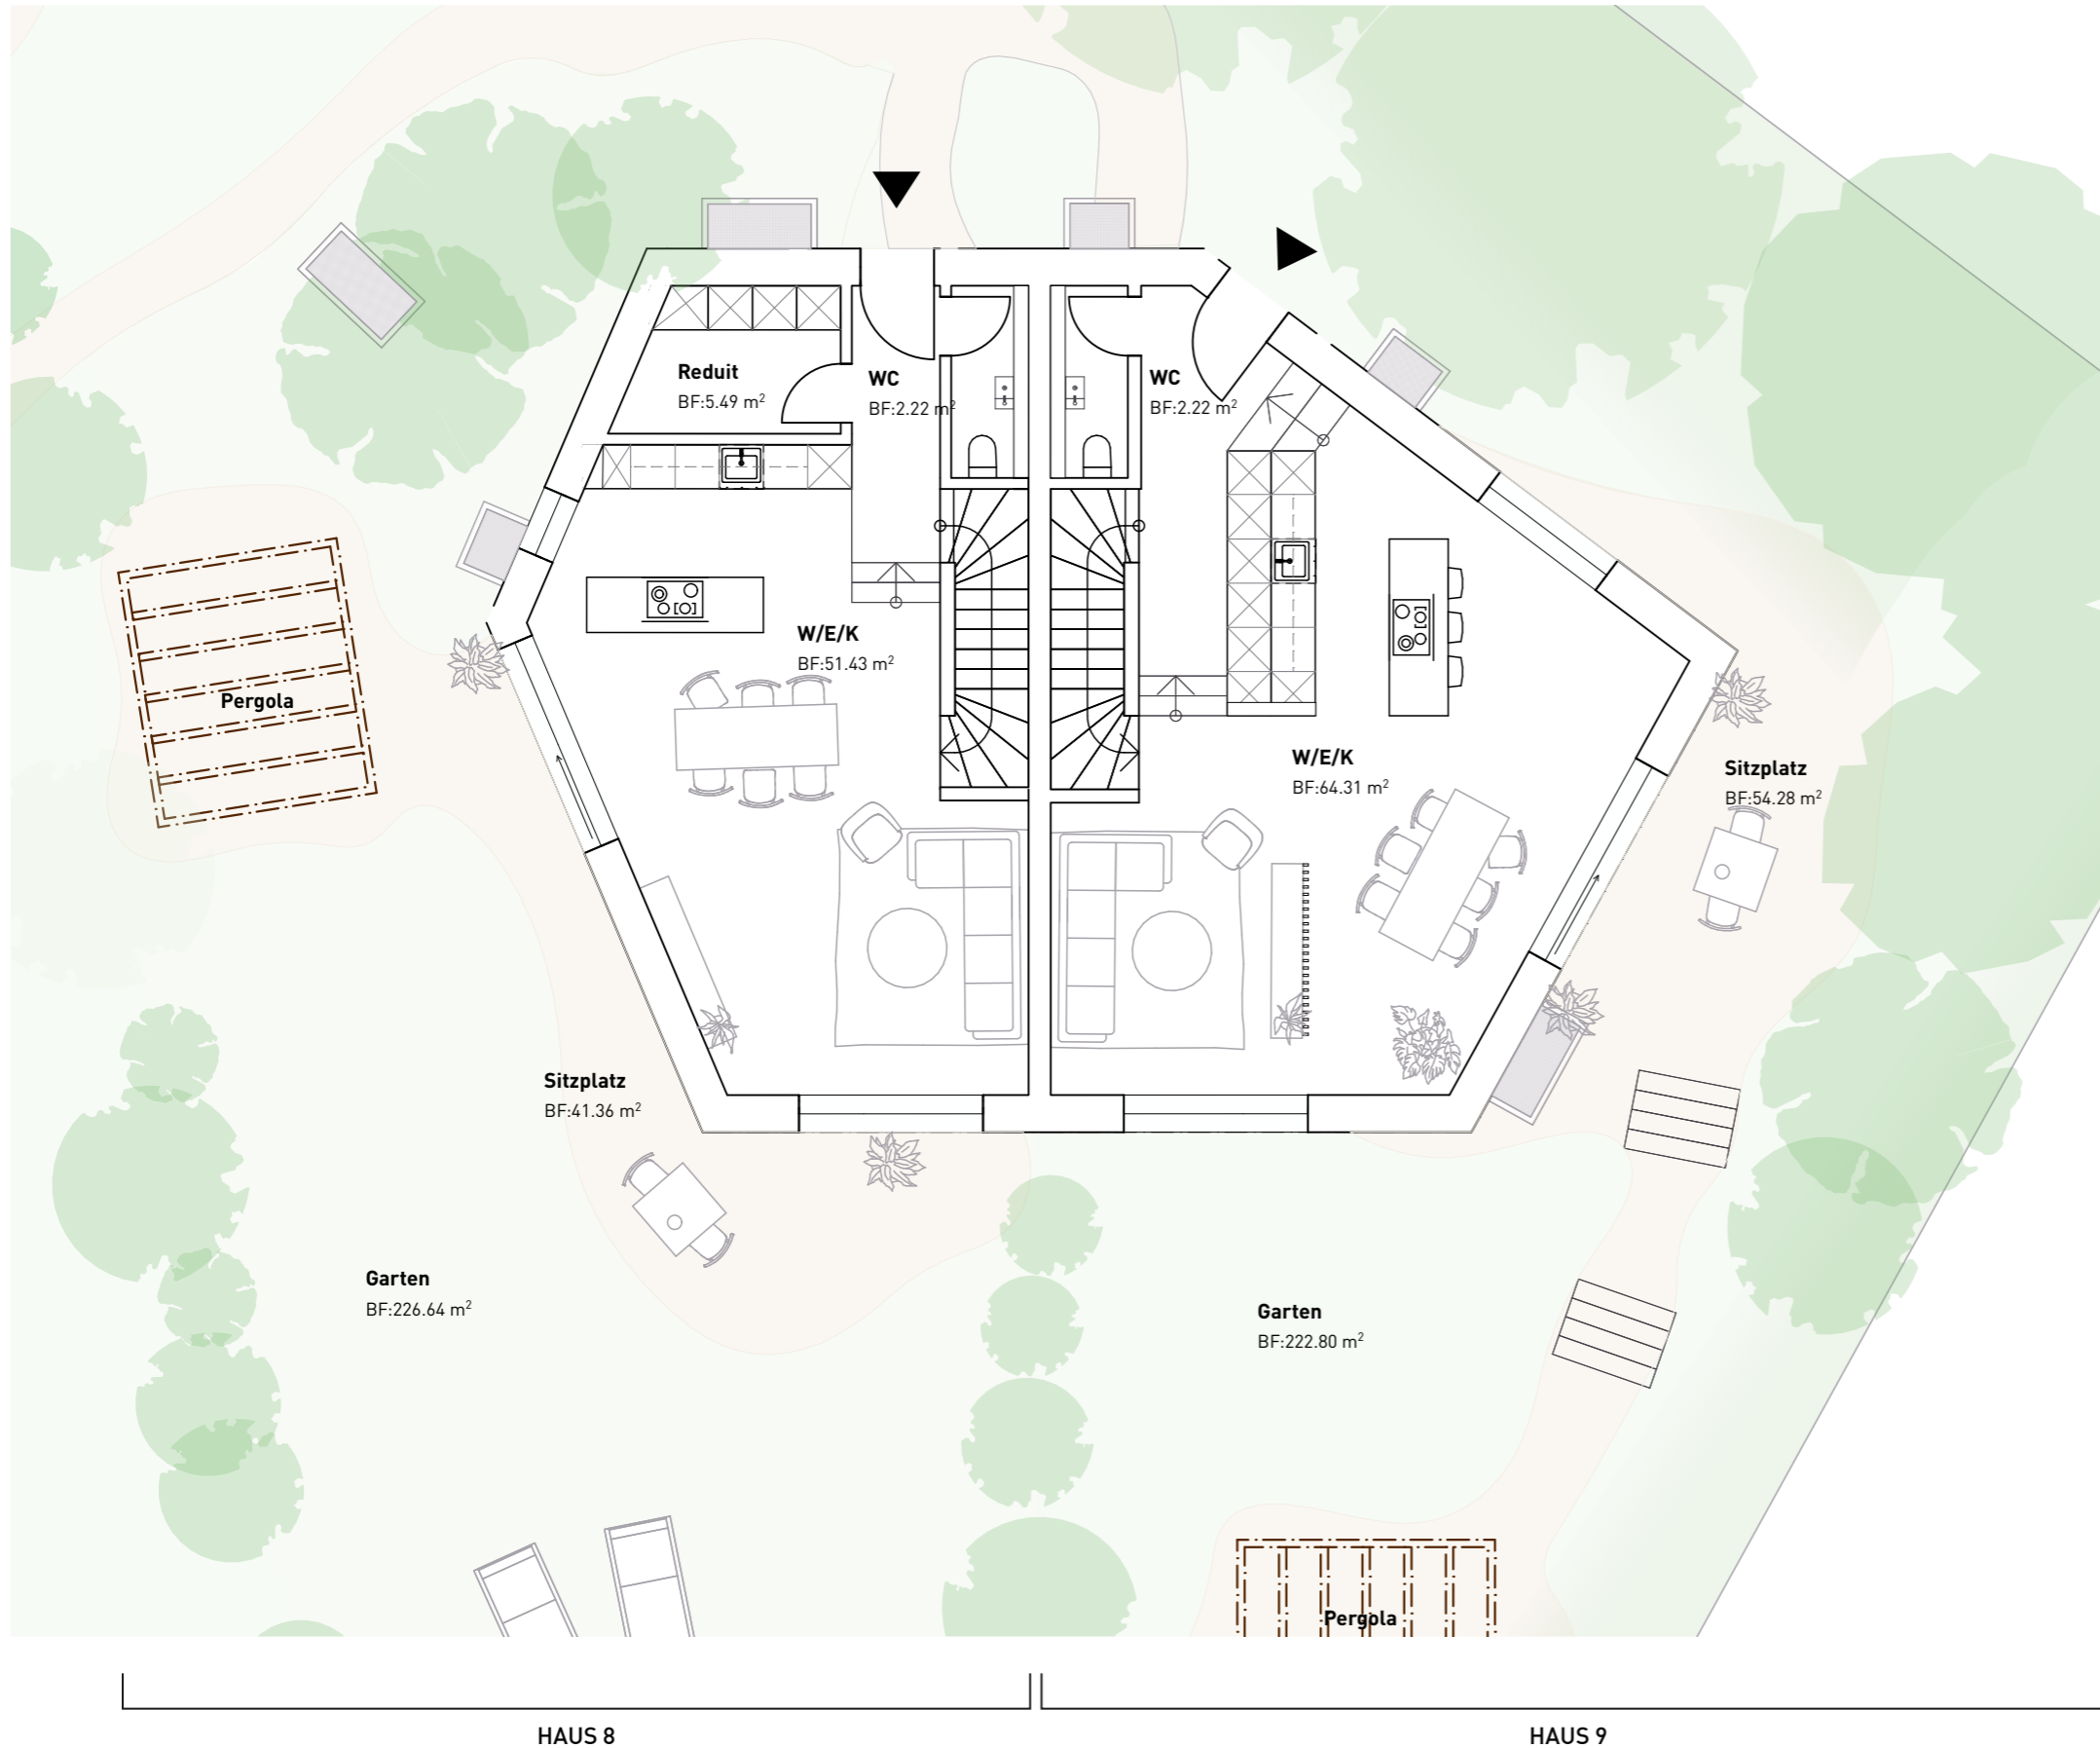 Reduit
BF:5.49 m²
WC
BF:2.22 m²
WC
BF:2.22 m²
W/E/K
BF:51.43 m²
Pergola
W/E/K
BF:64.31 m²
Sitzplatz
BF:54.28 m²
Sitzplatz
BF:41.36 m²
Garten
BF:226.64 m²
Garten
BF:222.80 m²
Pergola
HAUS 8
HAUS 9